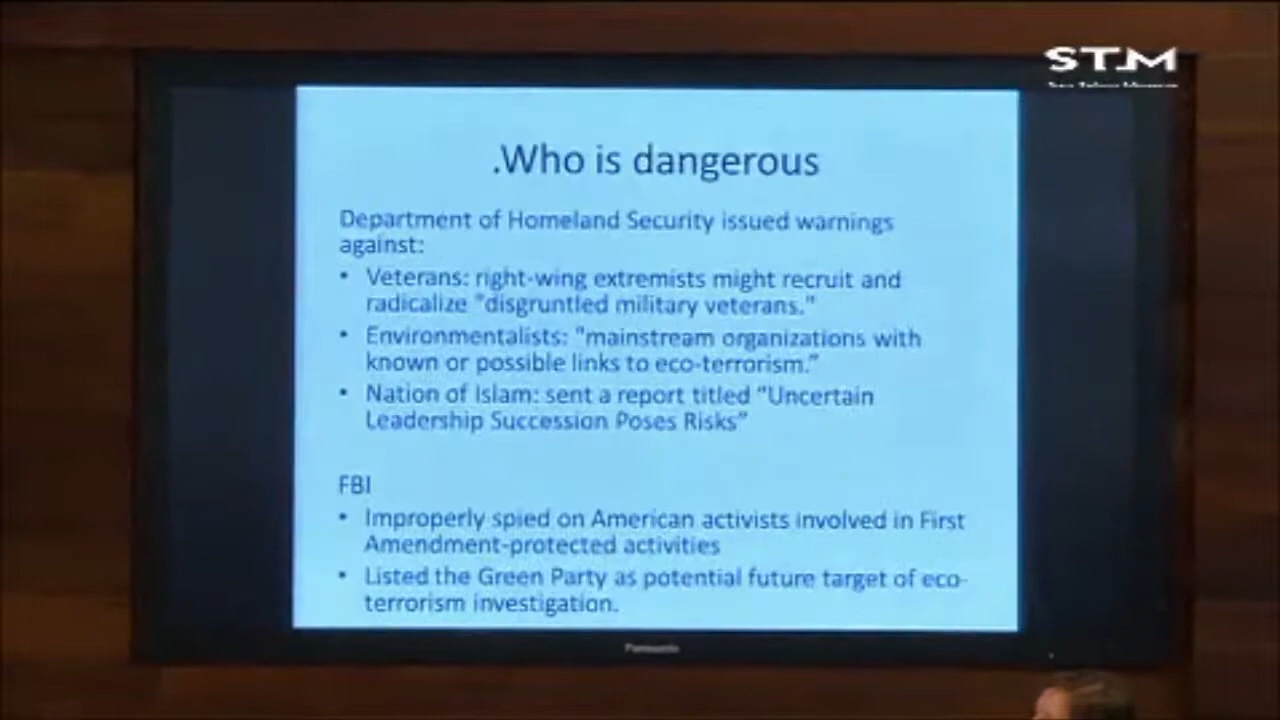 STM
.Who is dangerous
Department of Homeland Security issued warnings
against:
• Veterans: right-wing extremists might recruit and
radicalize "disgruntled military veterans."
• Environmentalists: "mainstream organizations with
known or possible links to eco-terrorism.”
• Nation of Islam: sent a report titled “Uncertain
Leadership Succession Poses Risks”
FBI
• Improperly spied on American activists involved in First
Amendment-protected activities
• Listed the Green Party as potential future target of eco-
terrorism investigation.
Panasonic